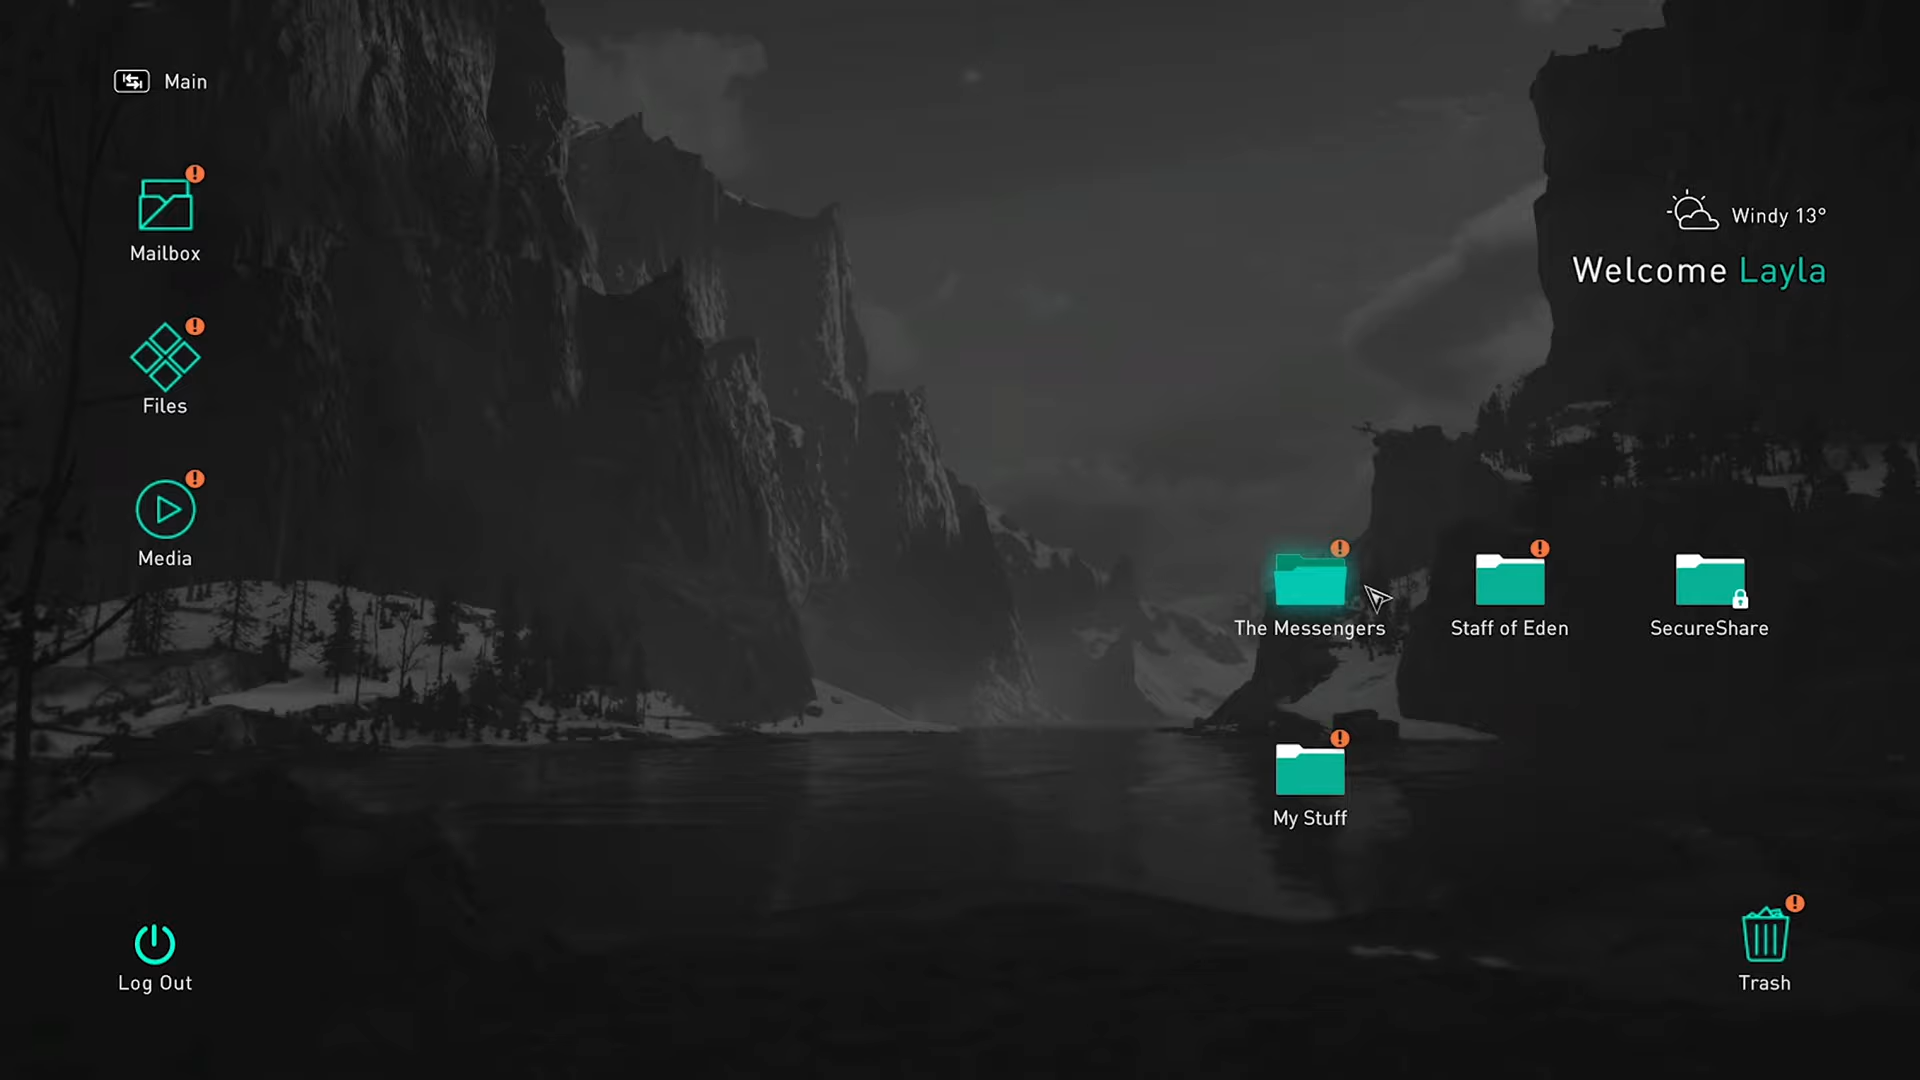 Main
Mailbox
Files
Media
Windy 13°
Welcome Layla
The Messengers
Staff of Eden
SecureShare
My Stuff
Log Out
Trash